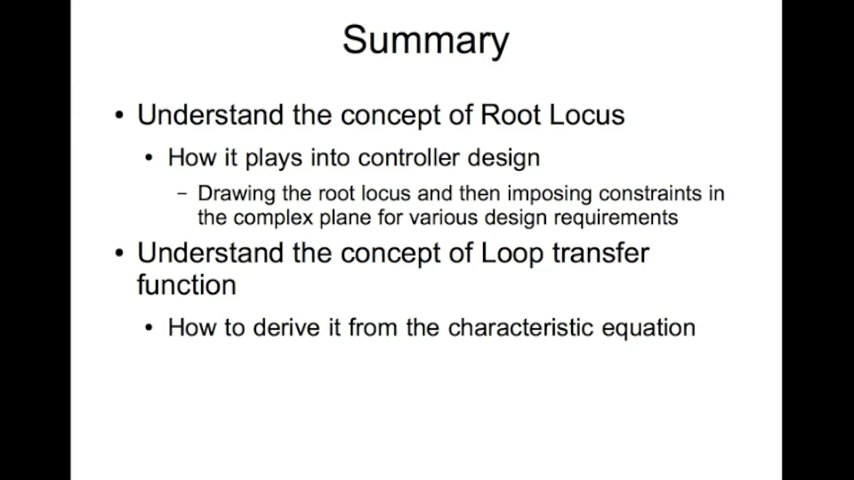 Summary
• Understand the concept of Root Locus
• How it plays into controller design
– Drawing the root locus and then imposing constraints in
the complex plane for various design requirements
• Understand the concept of Loop transfer
function
• How to derive it from the characteristic equation